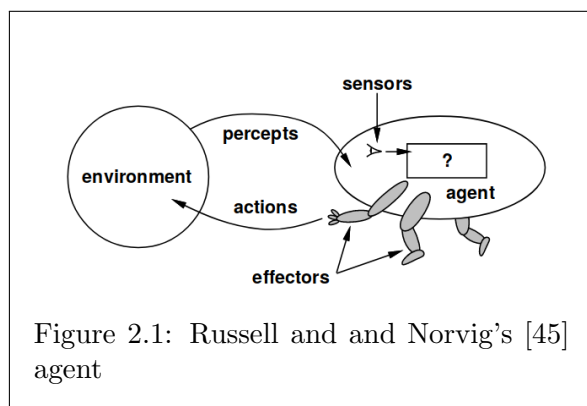 sensors
percepts
environment
?
agent
actions
effectors
Figure 2.1: Russell and and Norvig's [45]
agent